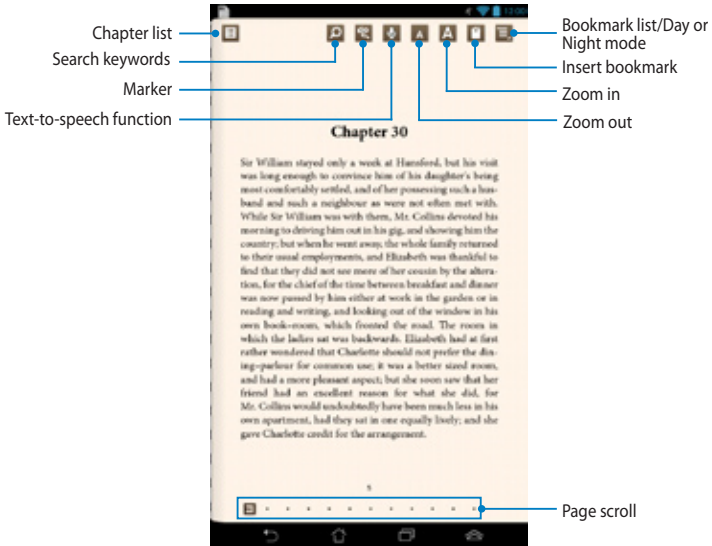 Chapter list
Search keywords
Marker
Text-to-speech function
Bookmark list/Day or
Night mode
Insert bookmark
Zoom in
Zoom out
Chapter 30
Sir William stayed only a week at Hunsford, but his visit
was long enough to convince him of his daughter's being
most comfortably settled, and of her possessing such a hus-
band and such a neighbour as were not often met with.
While Sir William was with them, Mr. Collins devoted his
morning to driving him out in his gig, and showing him the
country; but when he went away, the whole family returned
to their usual employments, and Elizabeth was thankful to
find that they did not see more of her cousin by the altera-
tion, for the chief of the time between breakfast and dinner
was now passed by him either at work in the garden or in
reading and writing, and looking out of the window in his
own book-room, which fronted the road. The room in
which the ladies sat was backwards. Elizabeth had at first
rather wondered that Charlotte should not prefer the din-
ing-parlour for common use; it was a better sized room,
and had a more pleasant aspect; but she soon saw that her
friend had an excellent reason for what she did, for
Mr. Collins would undoubtedly have been much less in his
own apartment, had they sat in one equally lively; and she
gave Charlotte credit for the arrangement.
Page scroll